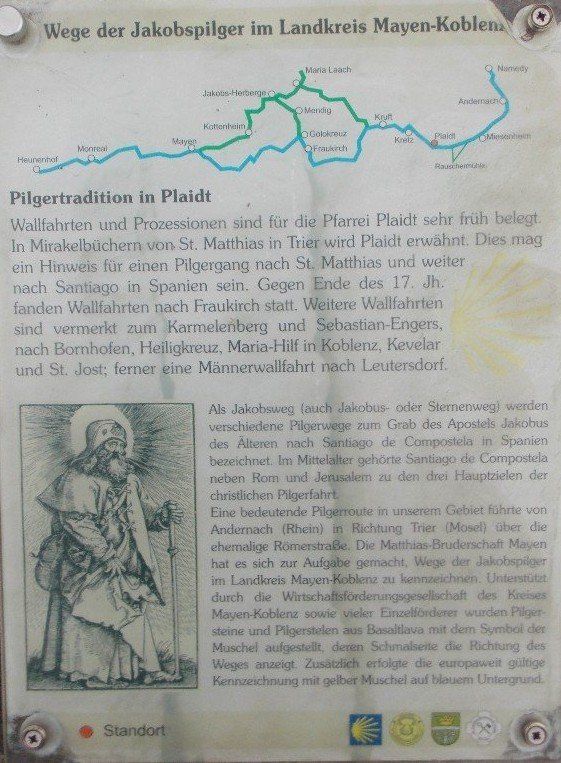 Wege der Jakobspilger im Landkreis Mayen-Koblenz
Maria Laach
Namedy
Jakobs-Herberge
Andernach
Mendig
Kruft
Kottenheim
Golokreuz
Plaidt
Miesenheim
Mayen
Kretz
Monreal
Fraukirch
Heunenhof
Rauschermühle
Pilgertradition in Plaidt
Wallfahrten und Prozessionen sind für die Pfarrei Plaidt sehr früh belegt.
In Mirakelbüchern von St. Matthias in Trier wird Plaidt erwähnt. Dies mag
ein Hinweis für einen Pilgergang nach St. Matthias und weiter
nach Santiago in Spanien sein. Gegen Ende des 17. Jh.
fanden Wallfahrten nach Fraukirch statt. Weitere Wallfahrten
sind vermerkt zum Karmelenberg und Sebastian-Engers,
nach Bornhofen, Heiligkreuz, Maria-Hilf in Koblenz, Kevelar
und St. Jost; ferner eine Männerwallfahrt nach Leutersdorf.
Als Jakobsweg (auch Jakobus- oder Sternenweg) werden
verschiedene Pilgerwege zum Grab des Apostels Jakobus
des Älteren nach Santiago de Compostela in Spanien
bezeichnet. Im Mittelalter gehörte Santiago de Compostela
neben Rom und Jerusalem zu den drei Hauptzielen der
christlichen Pilgerfahrt.
Eine bedeutende Pilgerroute in unserem Gebiet führte von
Andernach (Rhein) in Richtung Trier (Mosel) über die
ehemalige Römerstraße. Die Matthias-Bruderschaft Mayen
hat es sich zur Aufgabe gemacht, Wege der Jakobspilger
im Landkreis Mayen-Koblenz zu kennzeichnen. Unterstützt
durch die Wirtschaftsförderungsgesellschaft des Kreises
Mayen-Koblenz sowie vieler Einzelförderer wurden Pilger-
steine und Pilgerstelen aus Basaltlava mit dem Symbol der
Muschel aufgestellt, deren Schmalseite die Richtung des
Weges anzeigt. Zusätzlich erfolgte die europaweit gültige
Kennzeichnung mit gelber Muschel auf blauem Untergrund.
Standort